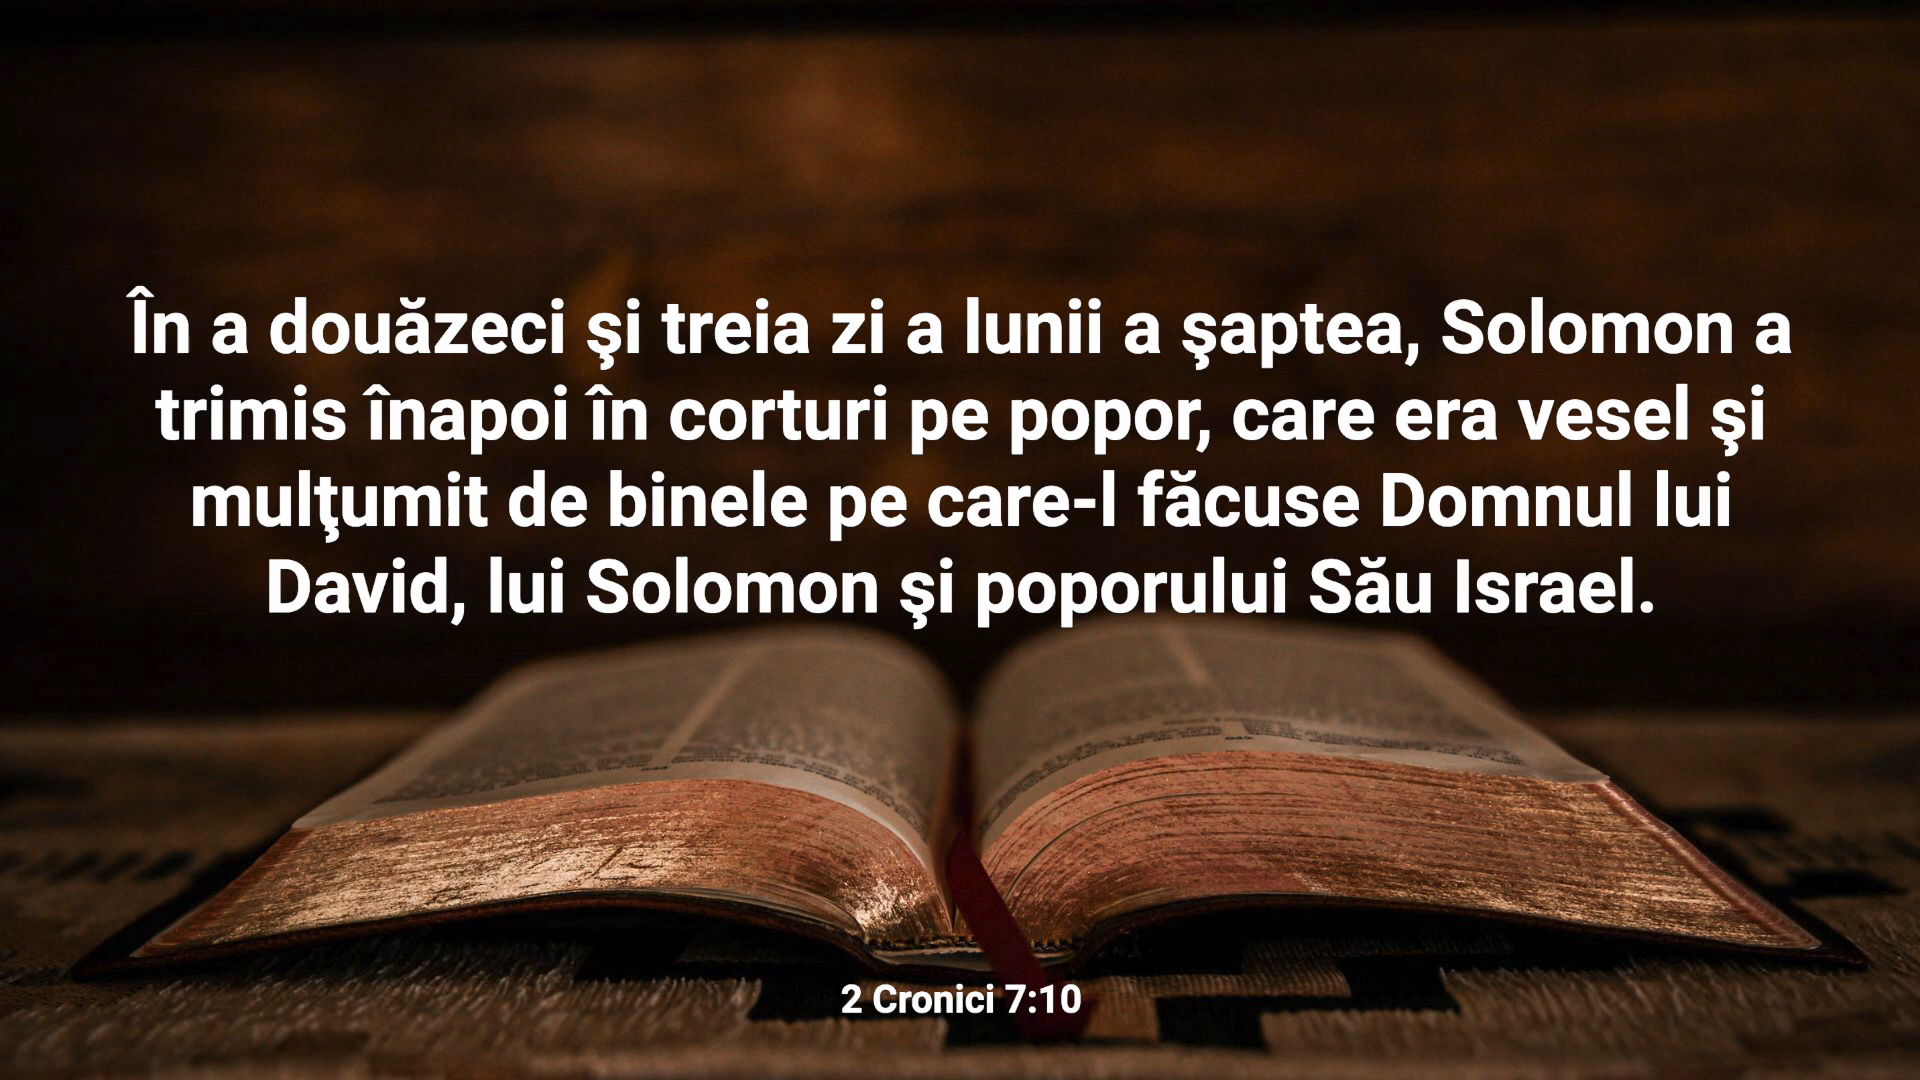 În a douăzeci şi treia zi a lunii a şaptea, Solomon a
trimis înapoi în corturi pe popor, care era vesel şi
mulţumit de binele pe care-l făcuse Domnul lui
David, lui Solomon şi poporului Său Israel.
2 Cronici 7:10